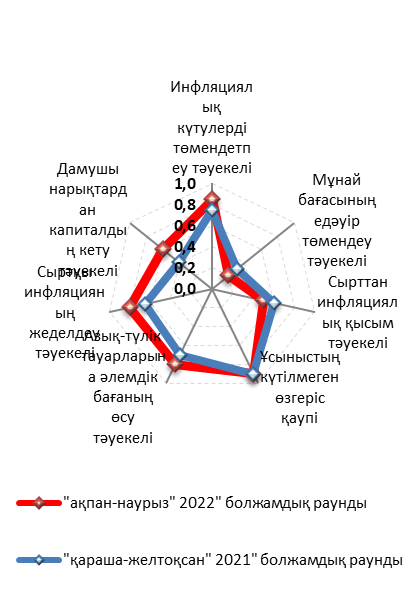 Инфляциял
ық
күтулерді
төмендетп
еу тәуекелі
Мұнай
бағасының
едәуір
төмендеу
тәуекелі
Сырттан
инфляциял
ық қысым
тәуекелі
Ұсыныстың
күтілмеген
өзгеріс
қаупі
Азық-түлік
тауарларын
а әлемдік
бағаның
өсу
тәуекелі
Сыртқы
инфляциян
ың
жеделдеу
тәуекелі
Дамушы
нарықтард
ан
капиталды
ң кету
тәуекелі
1,0
0,8
0,6
0,4
0,2
0,0
"ақпан-наурыз" 2022" болжамдық раунды
"қараша-желтоқсан" 2021" болжамдық раунды